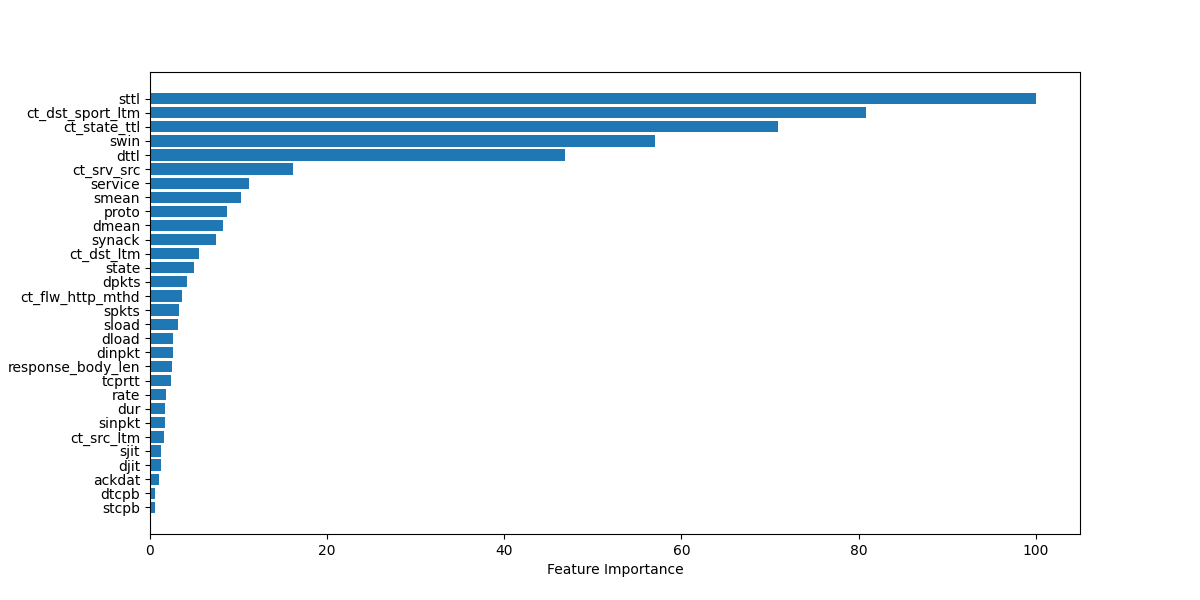 sttl
ct_dst_sport_ltm
ct_state_ttl
swin
dttl
ct_srv_src
service
smean
proto
dmean
synack
ct_dst_ltm
state
dpkts
ct_flw_http_mthd
spkts
sload
dload
dinpkt
response_body_len
tcprtt
rate
dur
sinpkt
ct_src_ltm
sjit
djit
ackdat
dtcpb
stcpb
0 20 40 60 80 100
Feature Importance